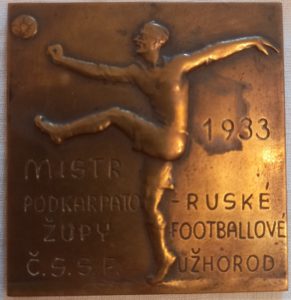 1933
MISTR
PODKARPATO-RUSKÉ
ŽUPY FOOTBALLOVÉ
Č.S.S.F. UŽHOROD